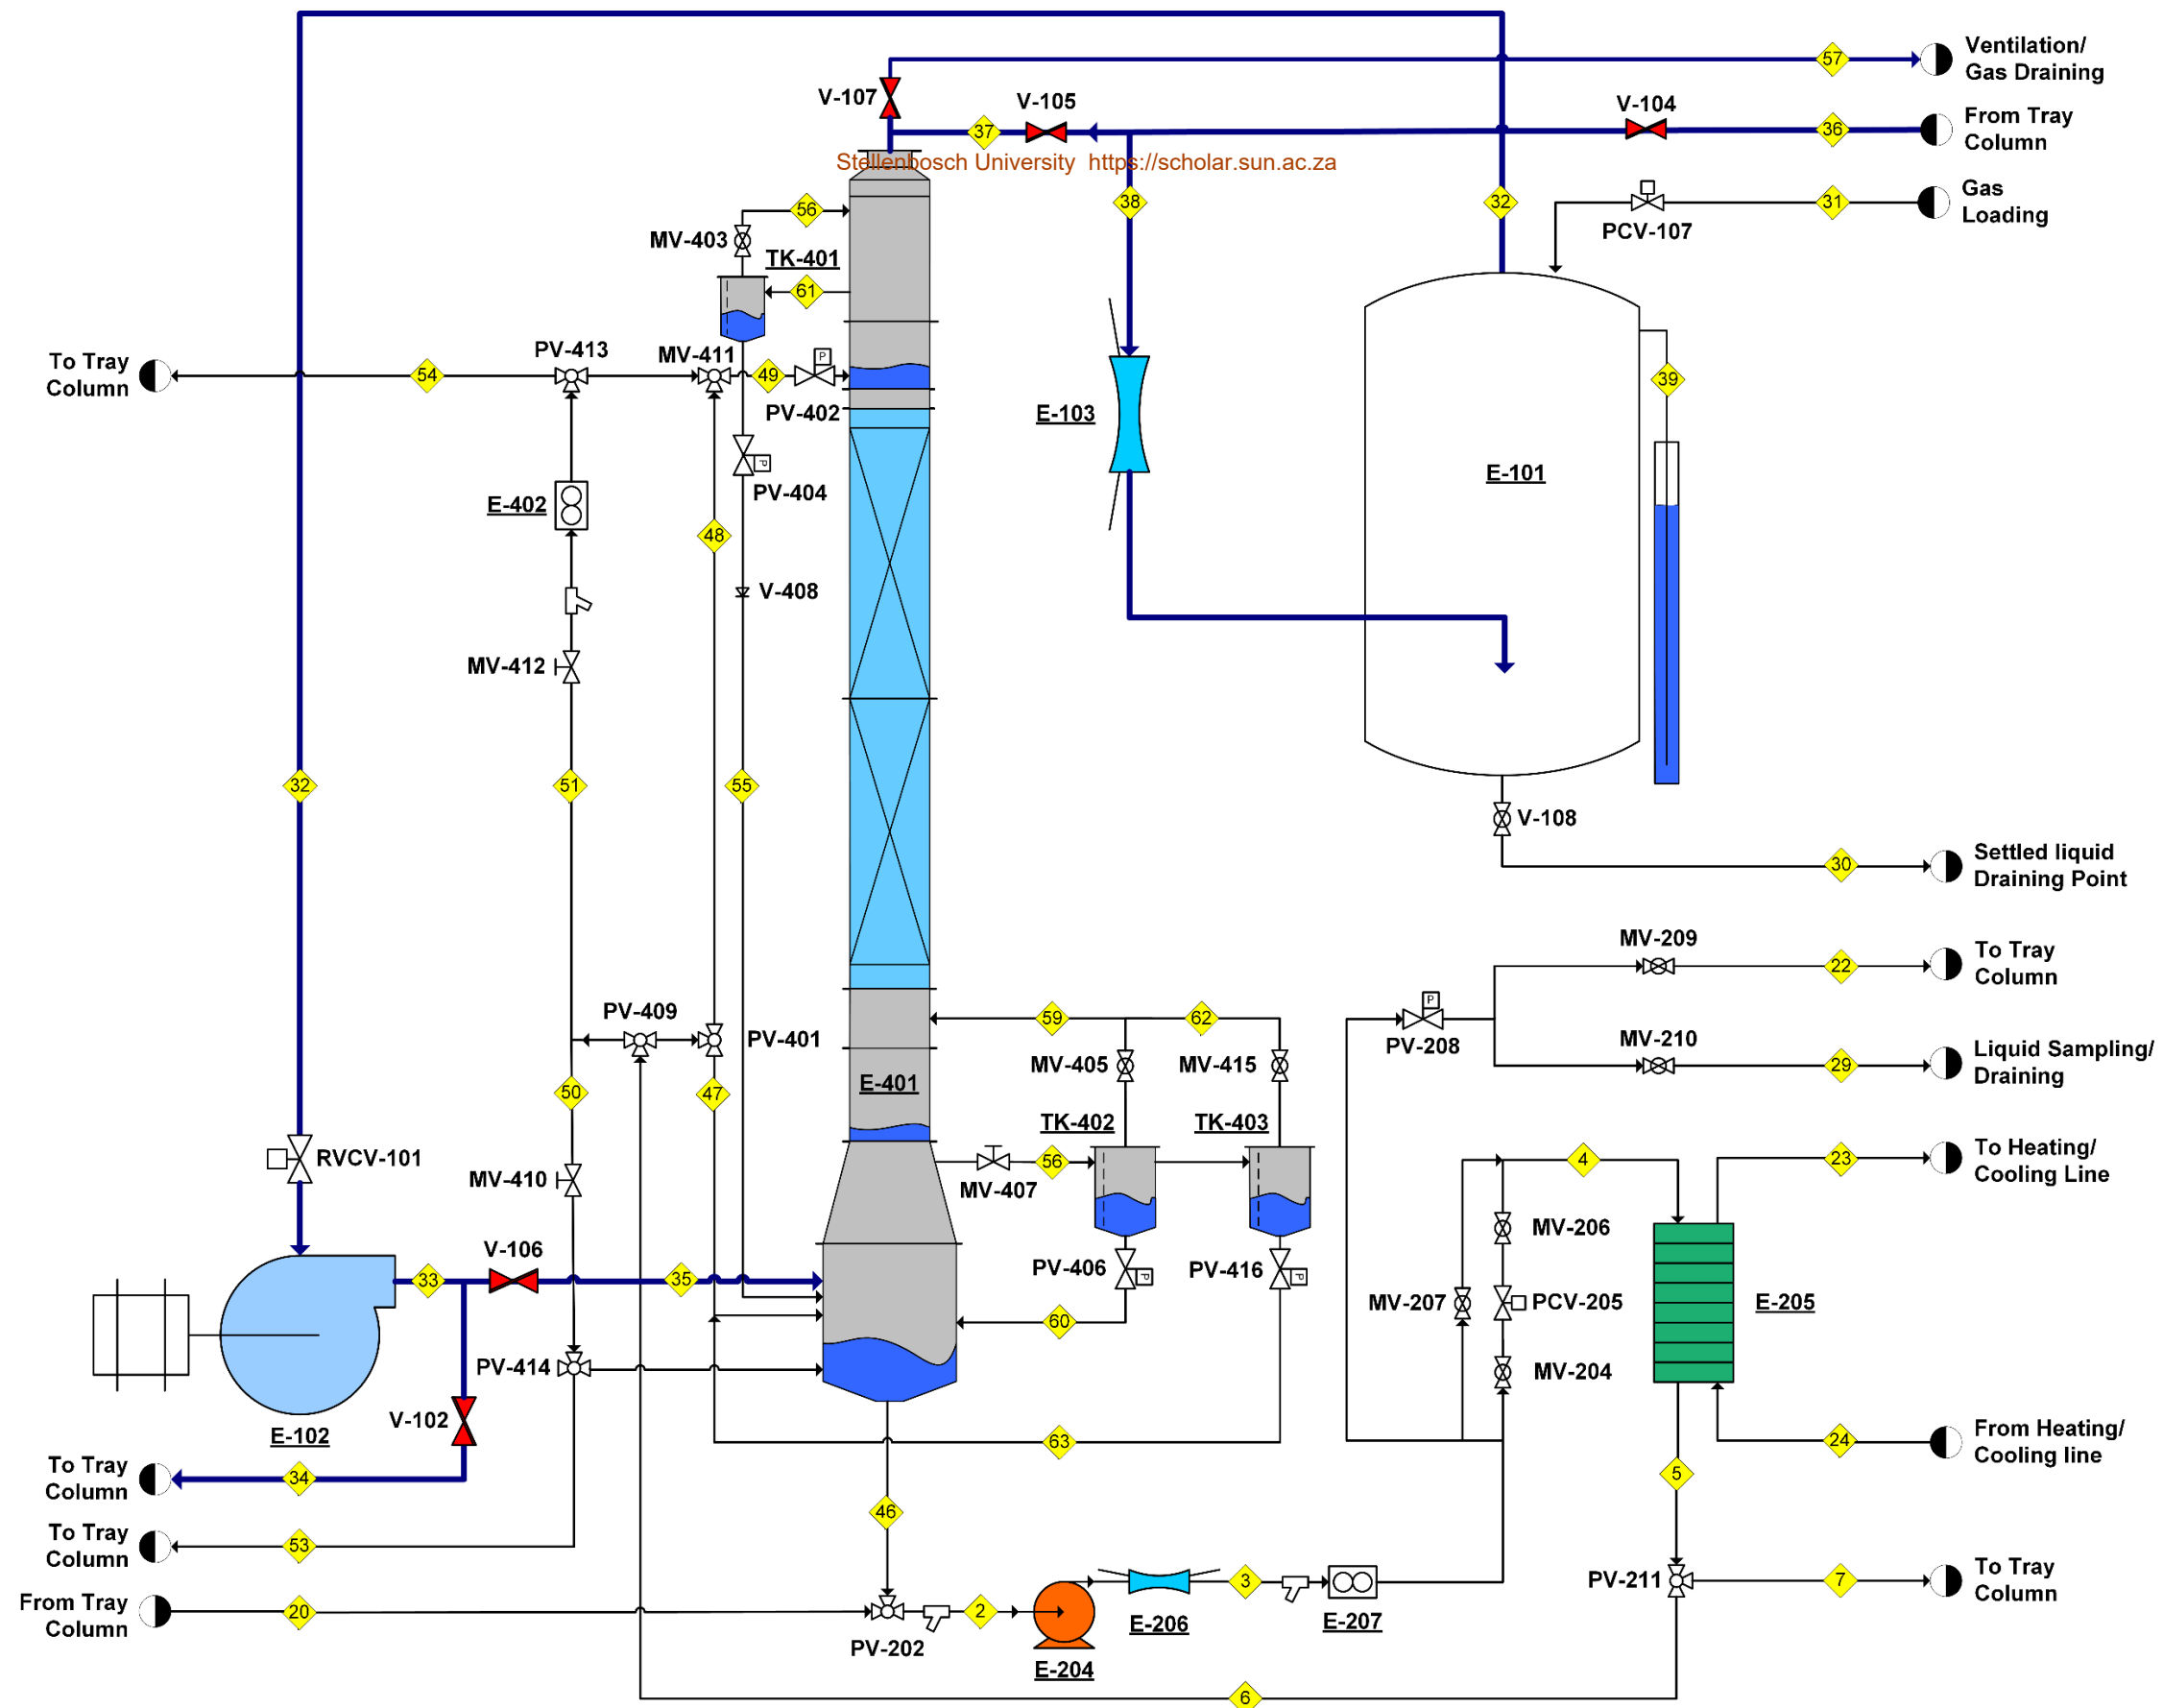 Ventilation/
Gas Draining
57
V-107
V-105
V-104
37
36
From Tray
Column
Stellenbosch University https://scholar.sun.ac.za
56
38
32
31
Gas
Loading
PCV-107
MV-403
TK-401
61
To Tray
Column
54
PV-413
MV-411
49
P
PV-402
39
E-103
E-101
P
PV-404
E-402
48
V-408
MV-412
32
51
55
V-108
Settled liquid
Draining Point
30
MV-209
To Tray
Column
22
PV-409
PV-401
59
62
P
PV-208
MV-210
Liquid Sampling/
Draining
29
MV-405
MV-415
E-401
50
47
TK-402
TK-403
RVCV-101
MV-410
56
MV-407
4
23
To Heating/
Cooling Line
MV-206
V-106
33
35
PV-406
P
PV-416
P
MV-207
PCV-205
E-205
60
PV-414
MV-204
V-102
E-102
63
24
From Heating/
Cooling line
To Tray
Column
34
5
46
To Tray
Column
53
PV-211
7
To Tray
Column
3
From Tray
Column
20
2
PV-202
E-206
E-207
E-204
6